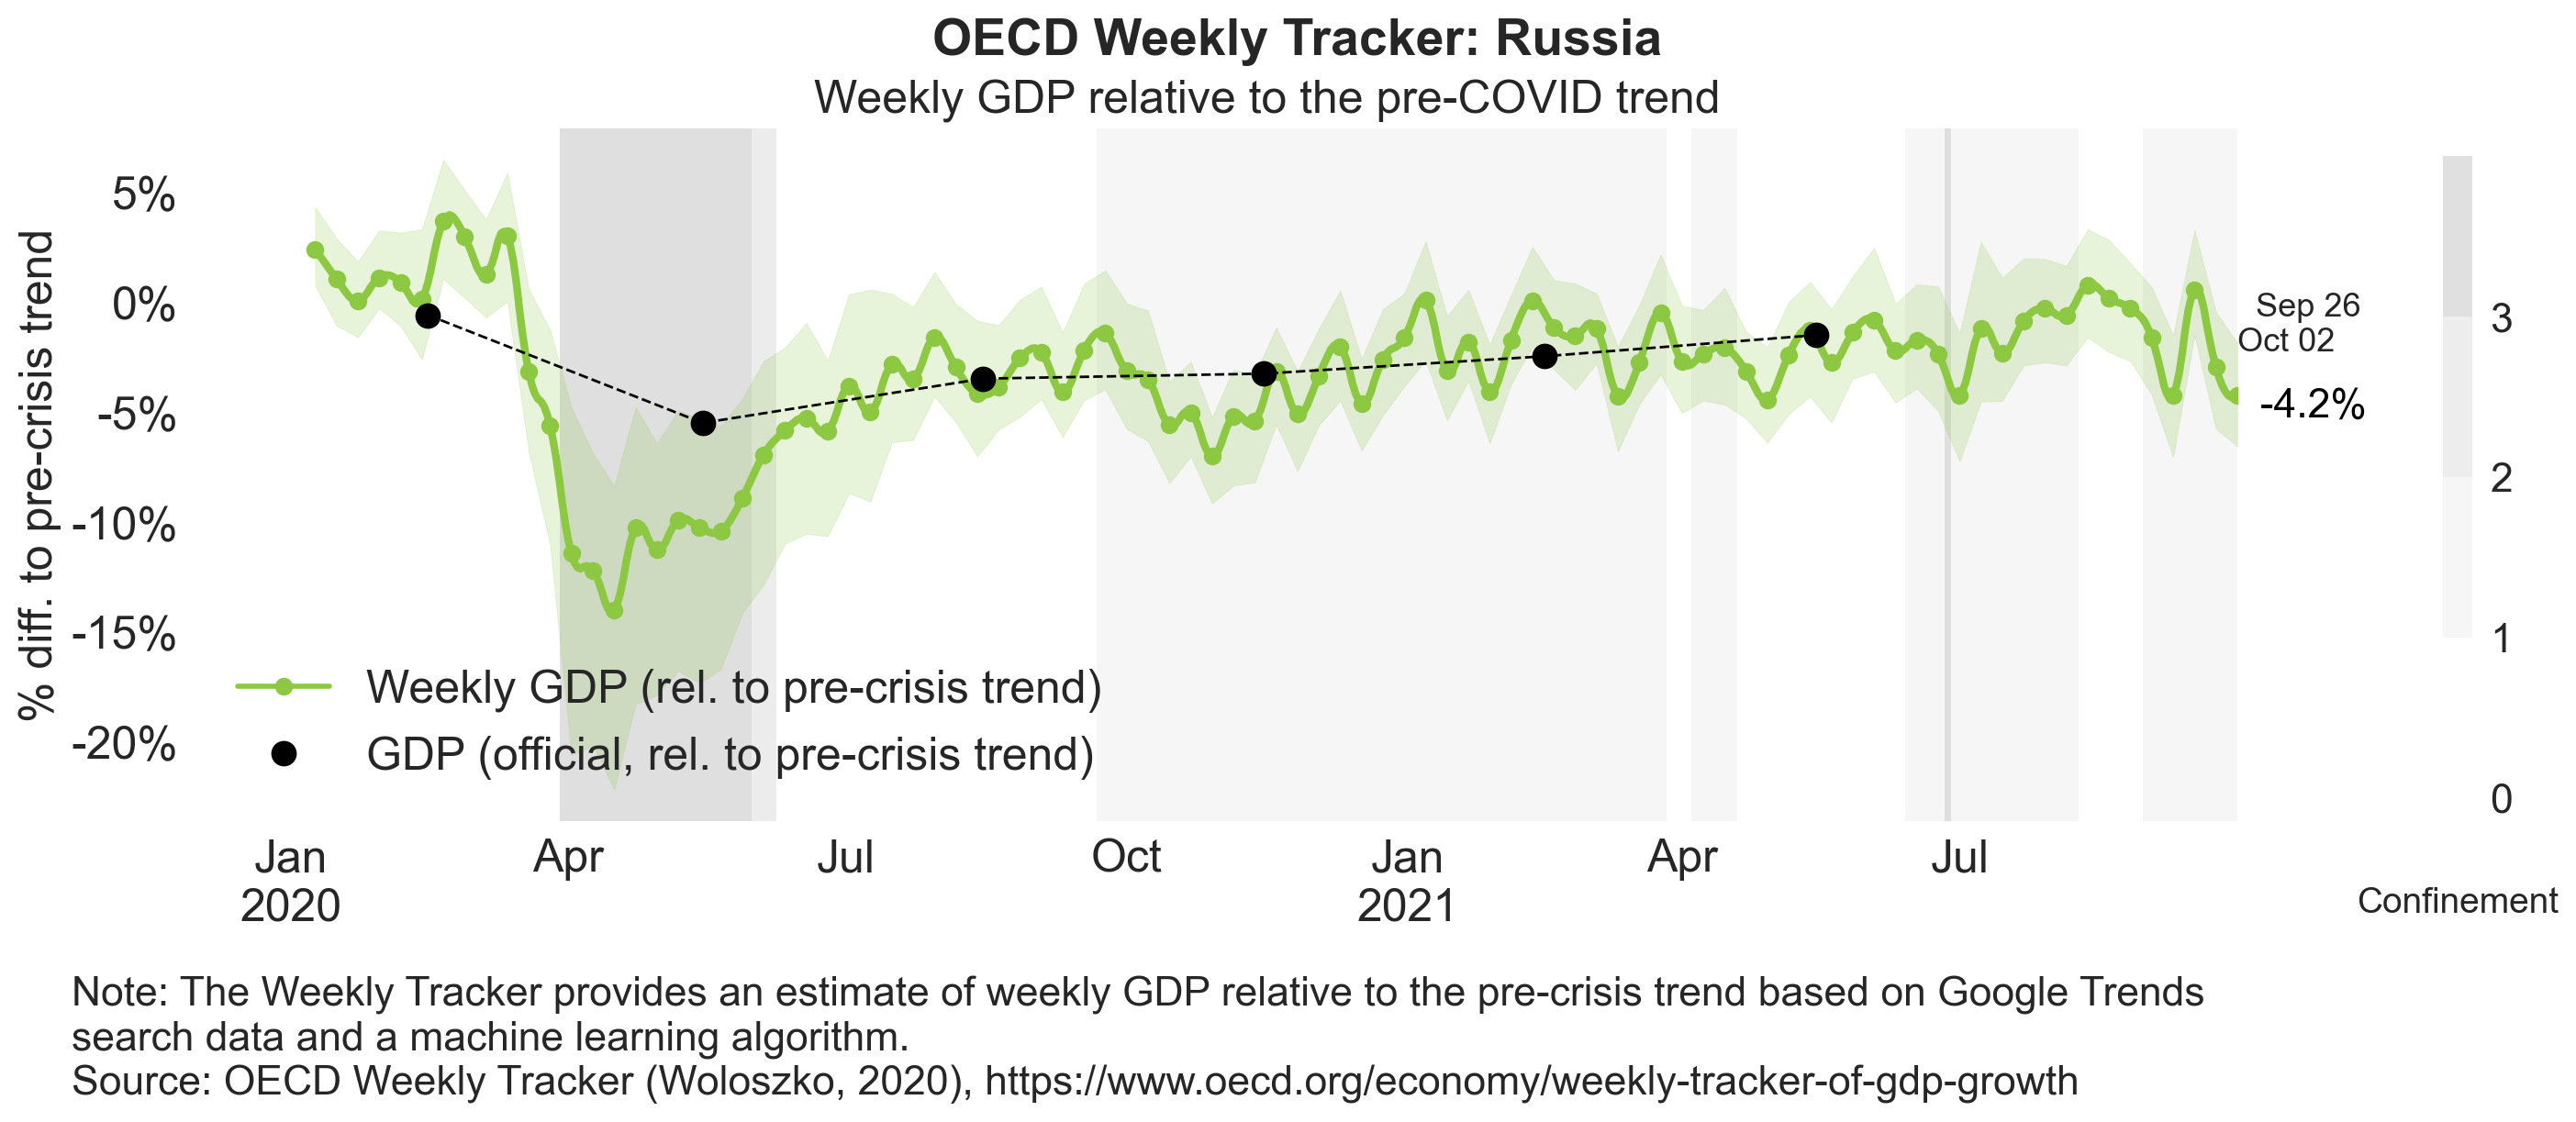 OECD Weekly Tracker: Russia
Weekly GDP relative to the pre-COVID trend
% diff. to pre-crisis trend
5%
0%
-5%
-10%
-15%
-20%
Weekly GDP (rel. to pre-crisis trend)
GDP (official, rel. to pre-crisis trend)
Sep 26
Oct 02
-4.2%
3
2
1
0
Confinement
Jan
2020
Apr
Jul
Oct
Jan
2021
Apr
Jul
Note: The Weekly Tracker provides an estimate of weekly GDP relative to the pre-crisis trend based on Google Trends
search data and a machine learning algorithm.
Source: OECD Weekly Tracker (Woloszko, 2020), https://www.oecd.org/economy/weekly-tracker-of-gdp-growth